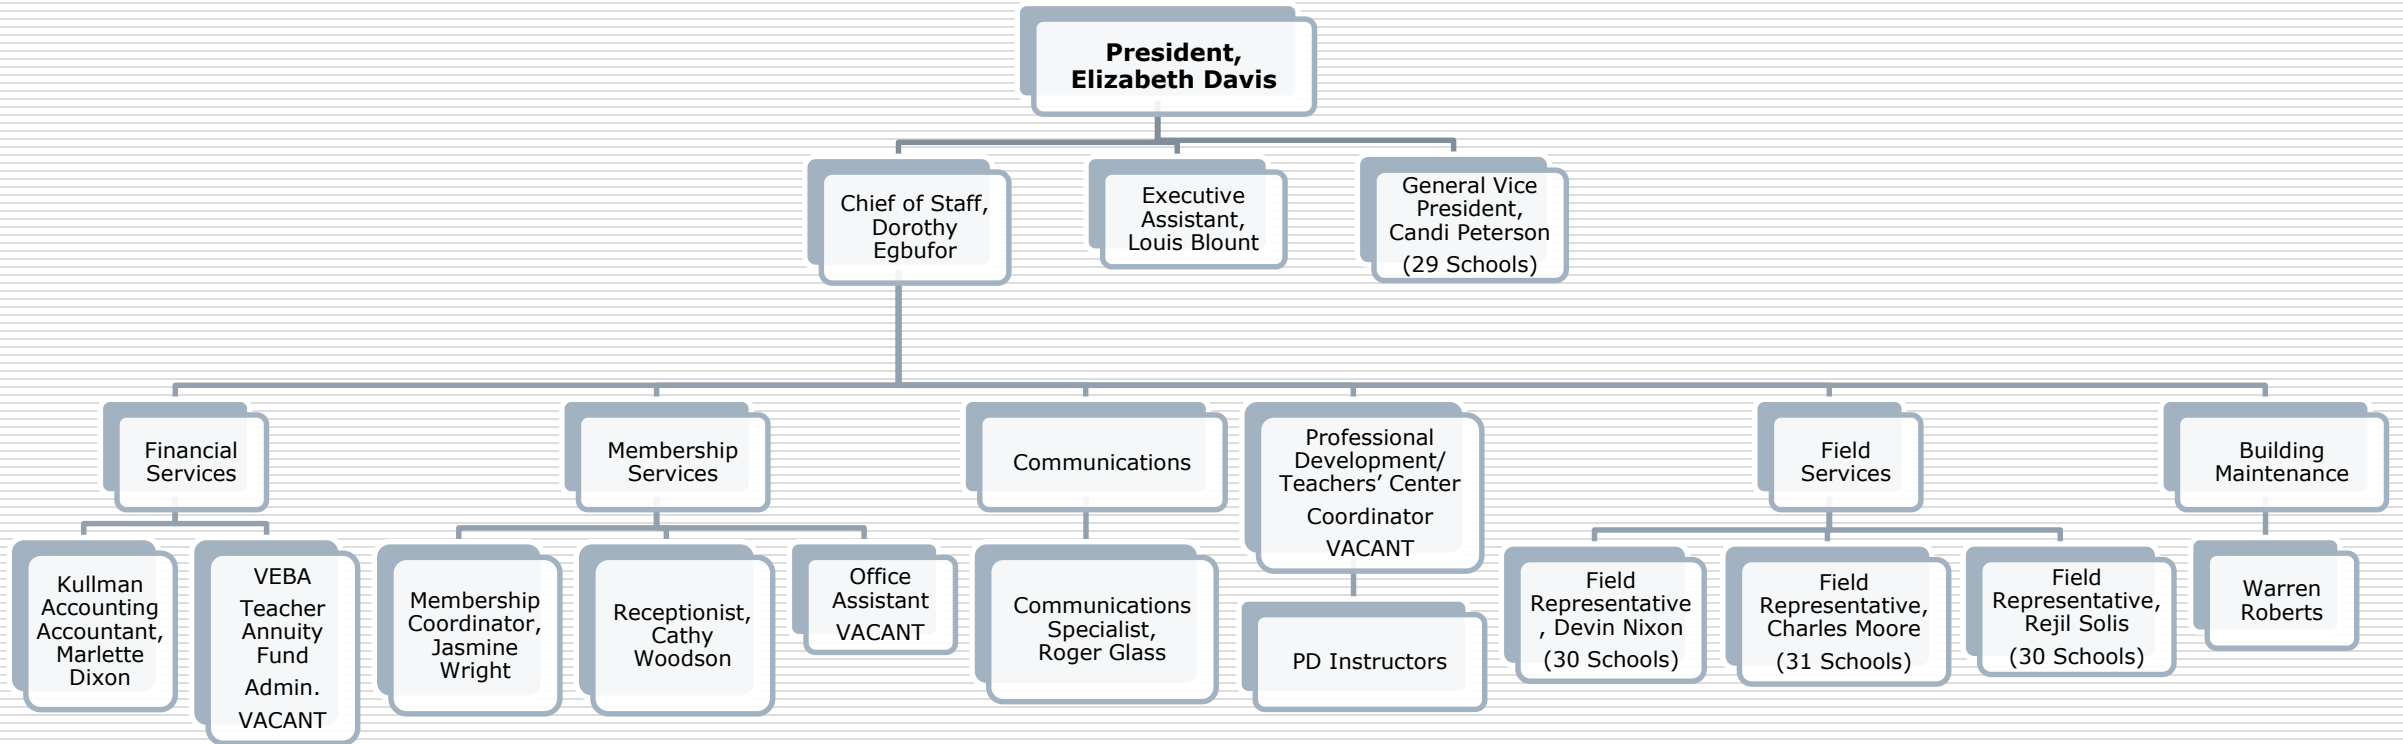 President,
Elizabeth Davis
Chief of Staff,
Dorothy
Egbufor
Executive
Assistant,
Louis Blount
General Vice
President,
Candi Peterson
(29 Schools)
Financial
Services
Membership
Services
Communications
Professional
Development/
Teachers’ Center
Coordinator
VACANT
Field
Services
Building
Maintenance
Kullman
Accounting
Accountant,
Marlette
Dixon
VEBA
Teacher
Annuity
Fund
Admin.
VACANT
Membership
Coordinator,
Jasmine
Wright
Receptionist,
Cathy
Woodson
Office
Assistant
VACANT
Communications
Specialist,
Roger Glass
PD Instructors
Field
Representative
, Devin Nixon
(30 Schools)
Field
Representative,
Charles Moore
(31 Schools)
Field
Representative,
Rejil Solis
(30 Schools)
Warren
Roberts